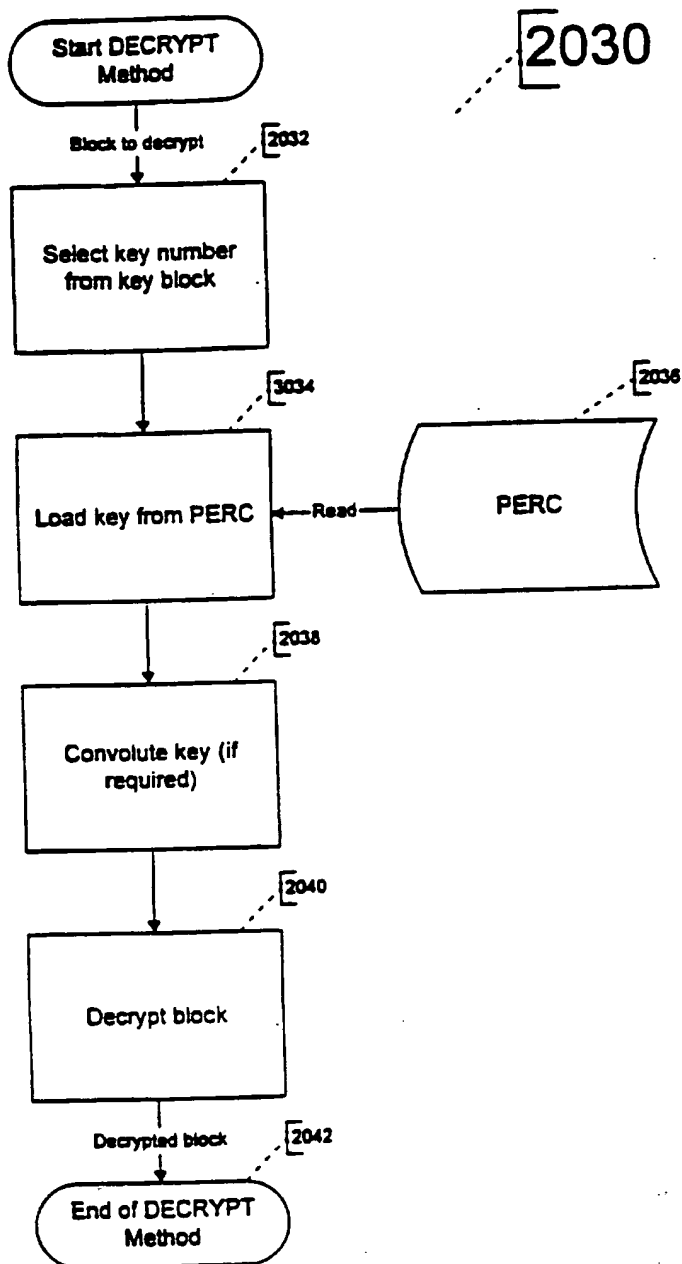 Start DECRYPT
Method
2030
Block to decrypt
2032
Select key number
from key block
3034
2036
Load key from PERC
Read
PERC
2038
Convolute key (if
required)
2040
Decrypt block
Decrypted block
2042
End of DECRYPT
Method